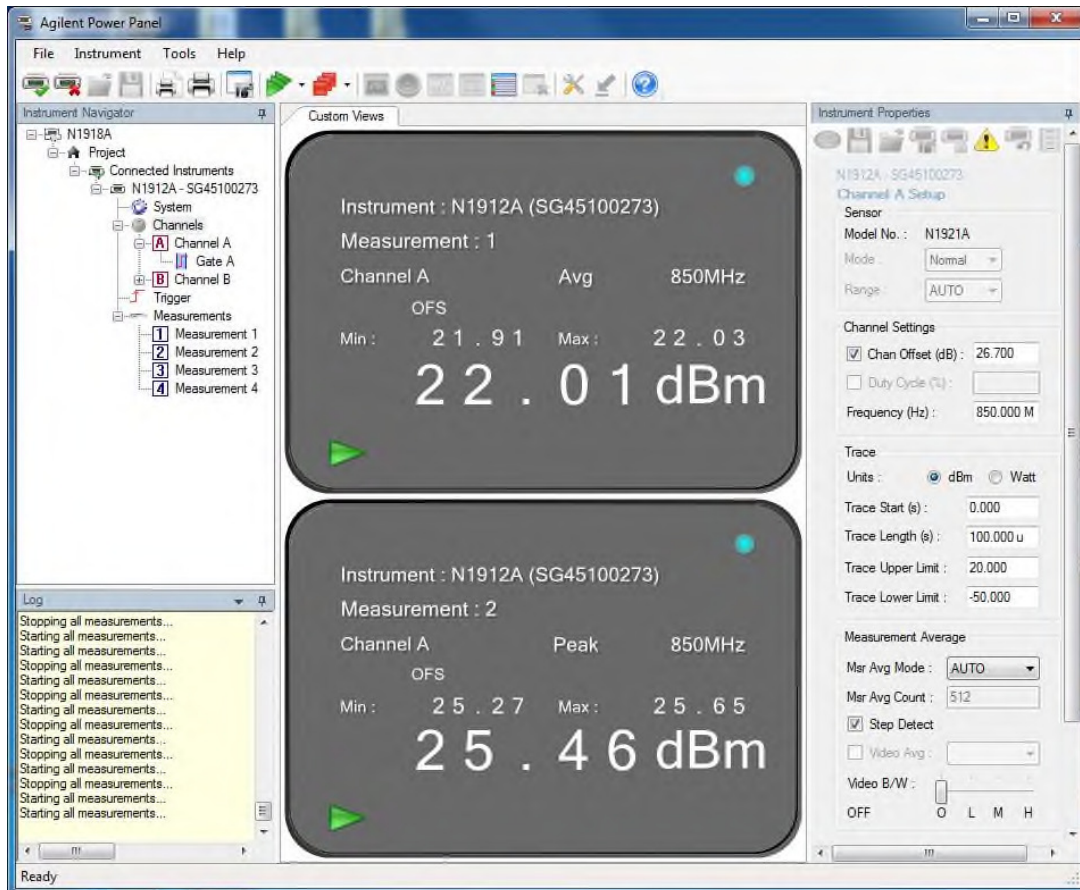 Agilent Power Panel
File Instrument Tools Help
Instrument Navigator
N1918A
Project
Connected Instruments
N1912A - SG45100273
System
Channels
A Channel A
Gate A
B Channel B
Trigger
Measurements
1 Measurement 1
2 Measurement 2
3 Measurement 3
4 Measurement 4
Log
Stopping all measurements...
Starting all measurements...
Starting all measurements...
Stopping all measurements...
Starting all measurements...
Stopping all measurements...
Starting all measurements...
Stopping all measurements...
Starting all measurements...
Stopping all measurements...
Starting all measurements...
Stopping all measurements...
Starting all measurements...
Starting all measurements...
Ready
Custom Views
Instrument : N1912A (SG45100273)
Measurement : 1
Channel A Avg 850MHz
OFS
Min : 21.91 Max : 22.03
22.01 dBm
Instrument : N1912A (SG45100273)
Measurement : 2
Channel A Peak 850MHz
OFS
Min : 25.27 Max : 25.65
25.46 dBm
Instrument Properties
N1912A - SG45100273
Channel A Setup
Sensor
Model No. : N1921A
Mode : Normal
Range : AUTO
Channel Settings
Chan Offset (dB) : 26.700
Duty Cycle (%) :
Frequency (Hz) : 850.000 M
Trace
Units : dBm Watt
Trace Start (s) : 0.000
Trace Length (s) : 100.000 u
Trace Upper Limit : 20.000
Trace Lower Limit : -50.000
Measurement Average
Msr Avg Mode : AUTO
Msr Avg Count : 512
Step Detect
Video Avg :
Video B/W :
OFF O L M H